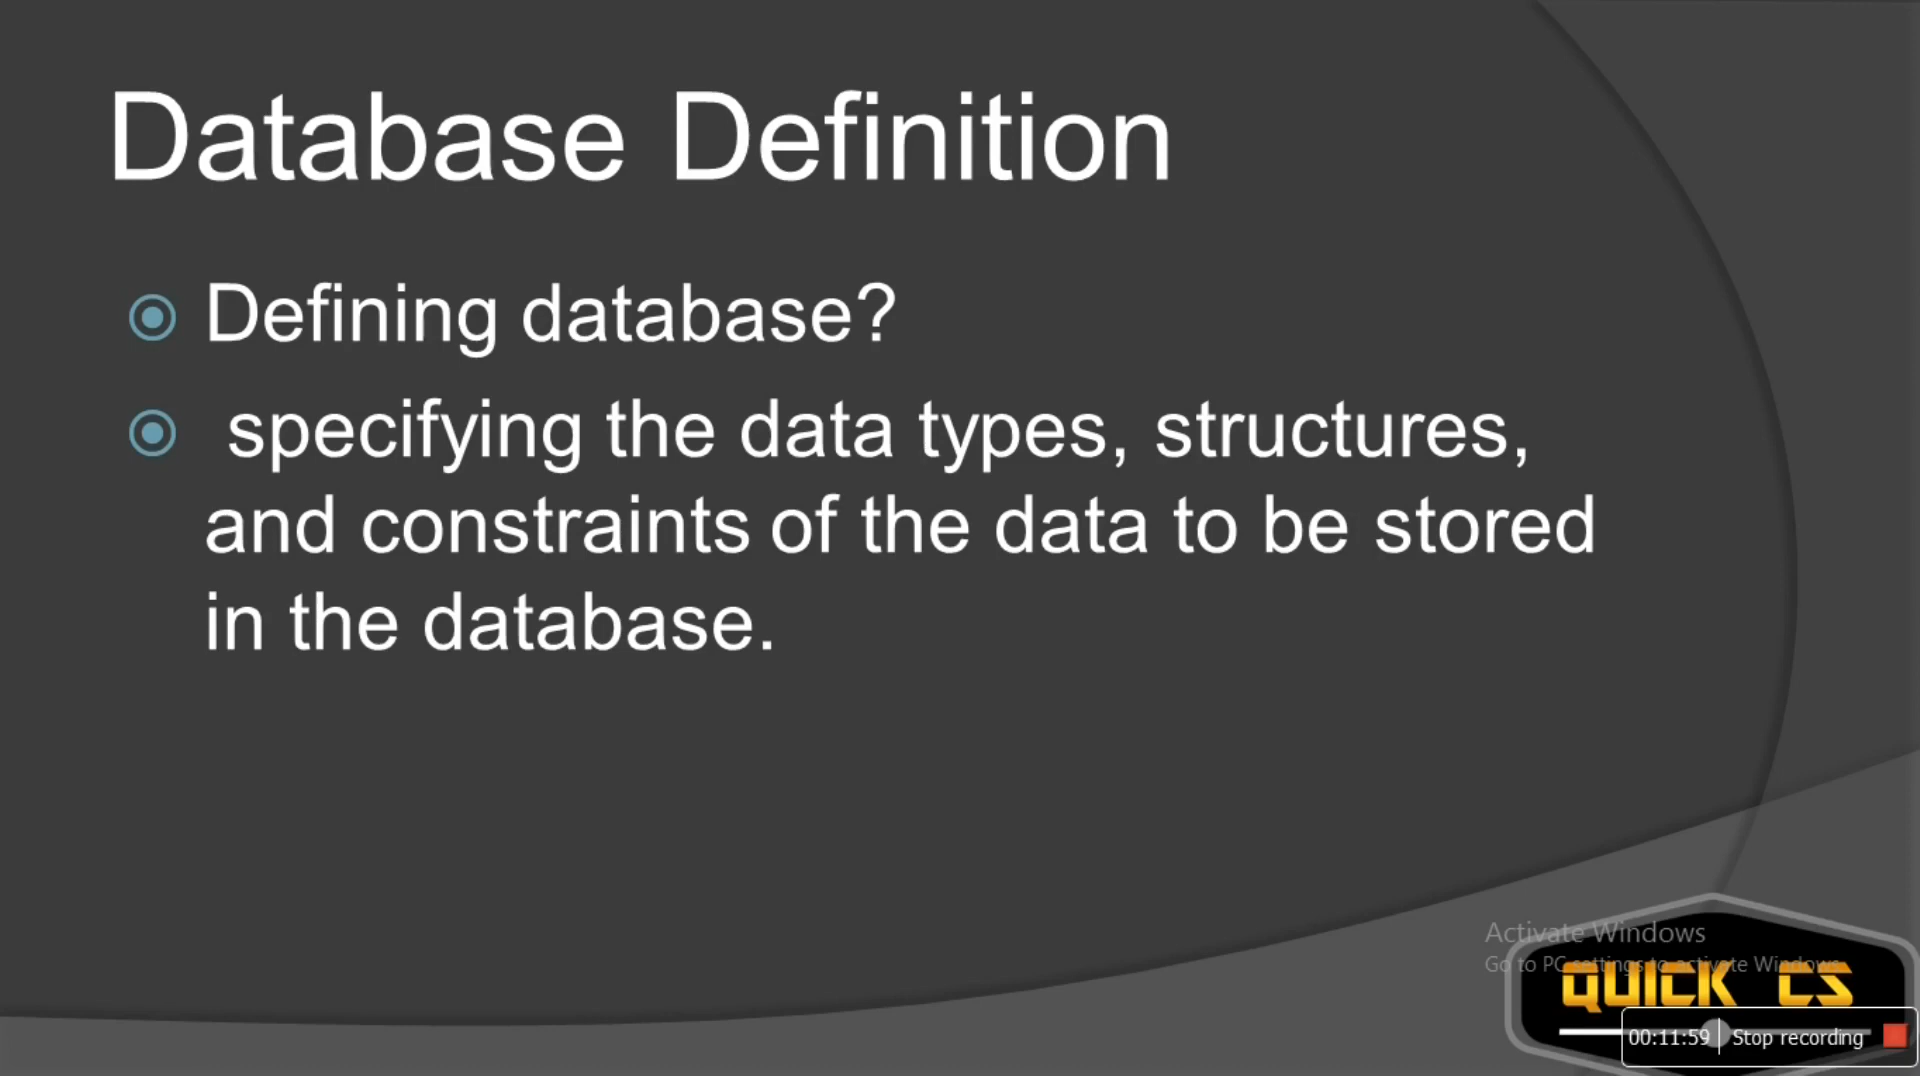 Database Definition
Defining database?
specifying the data types, structures,
and constraints of the data to be stored
in the database.
Activate Windows
Go to PC settings to activate Windows.
QUICK CS
00:11:59 Stop recording